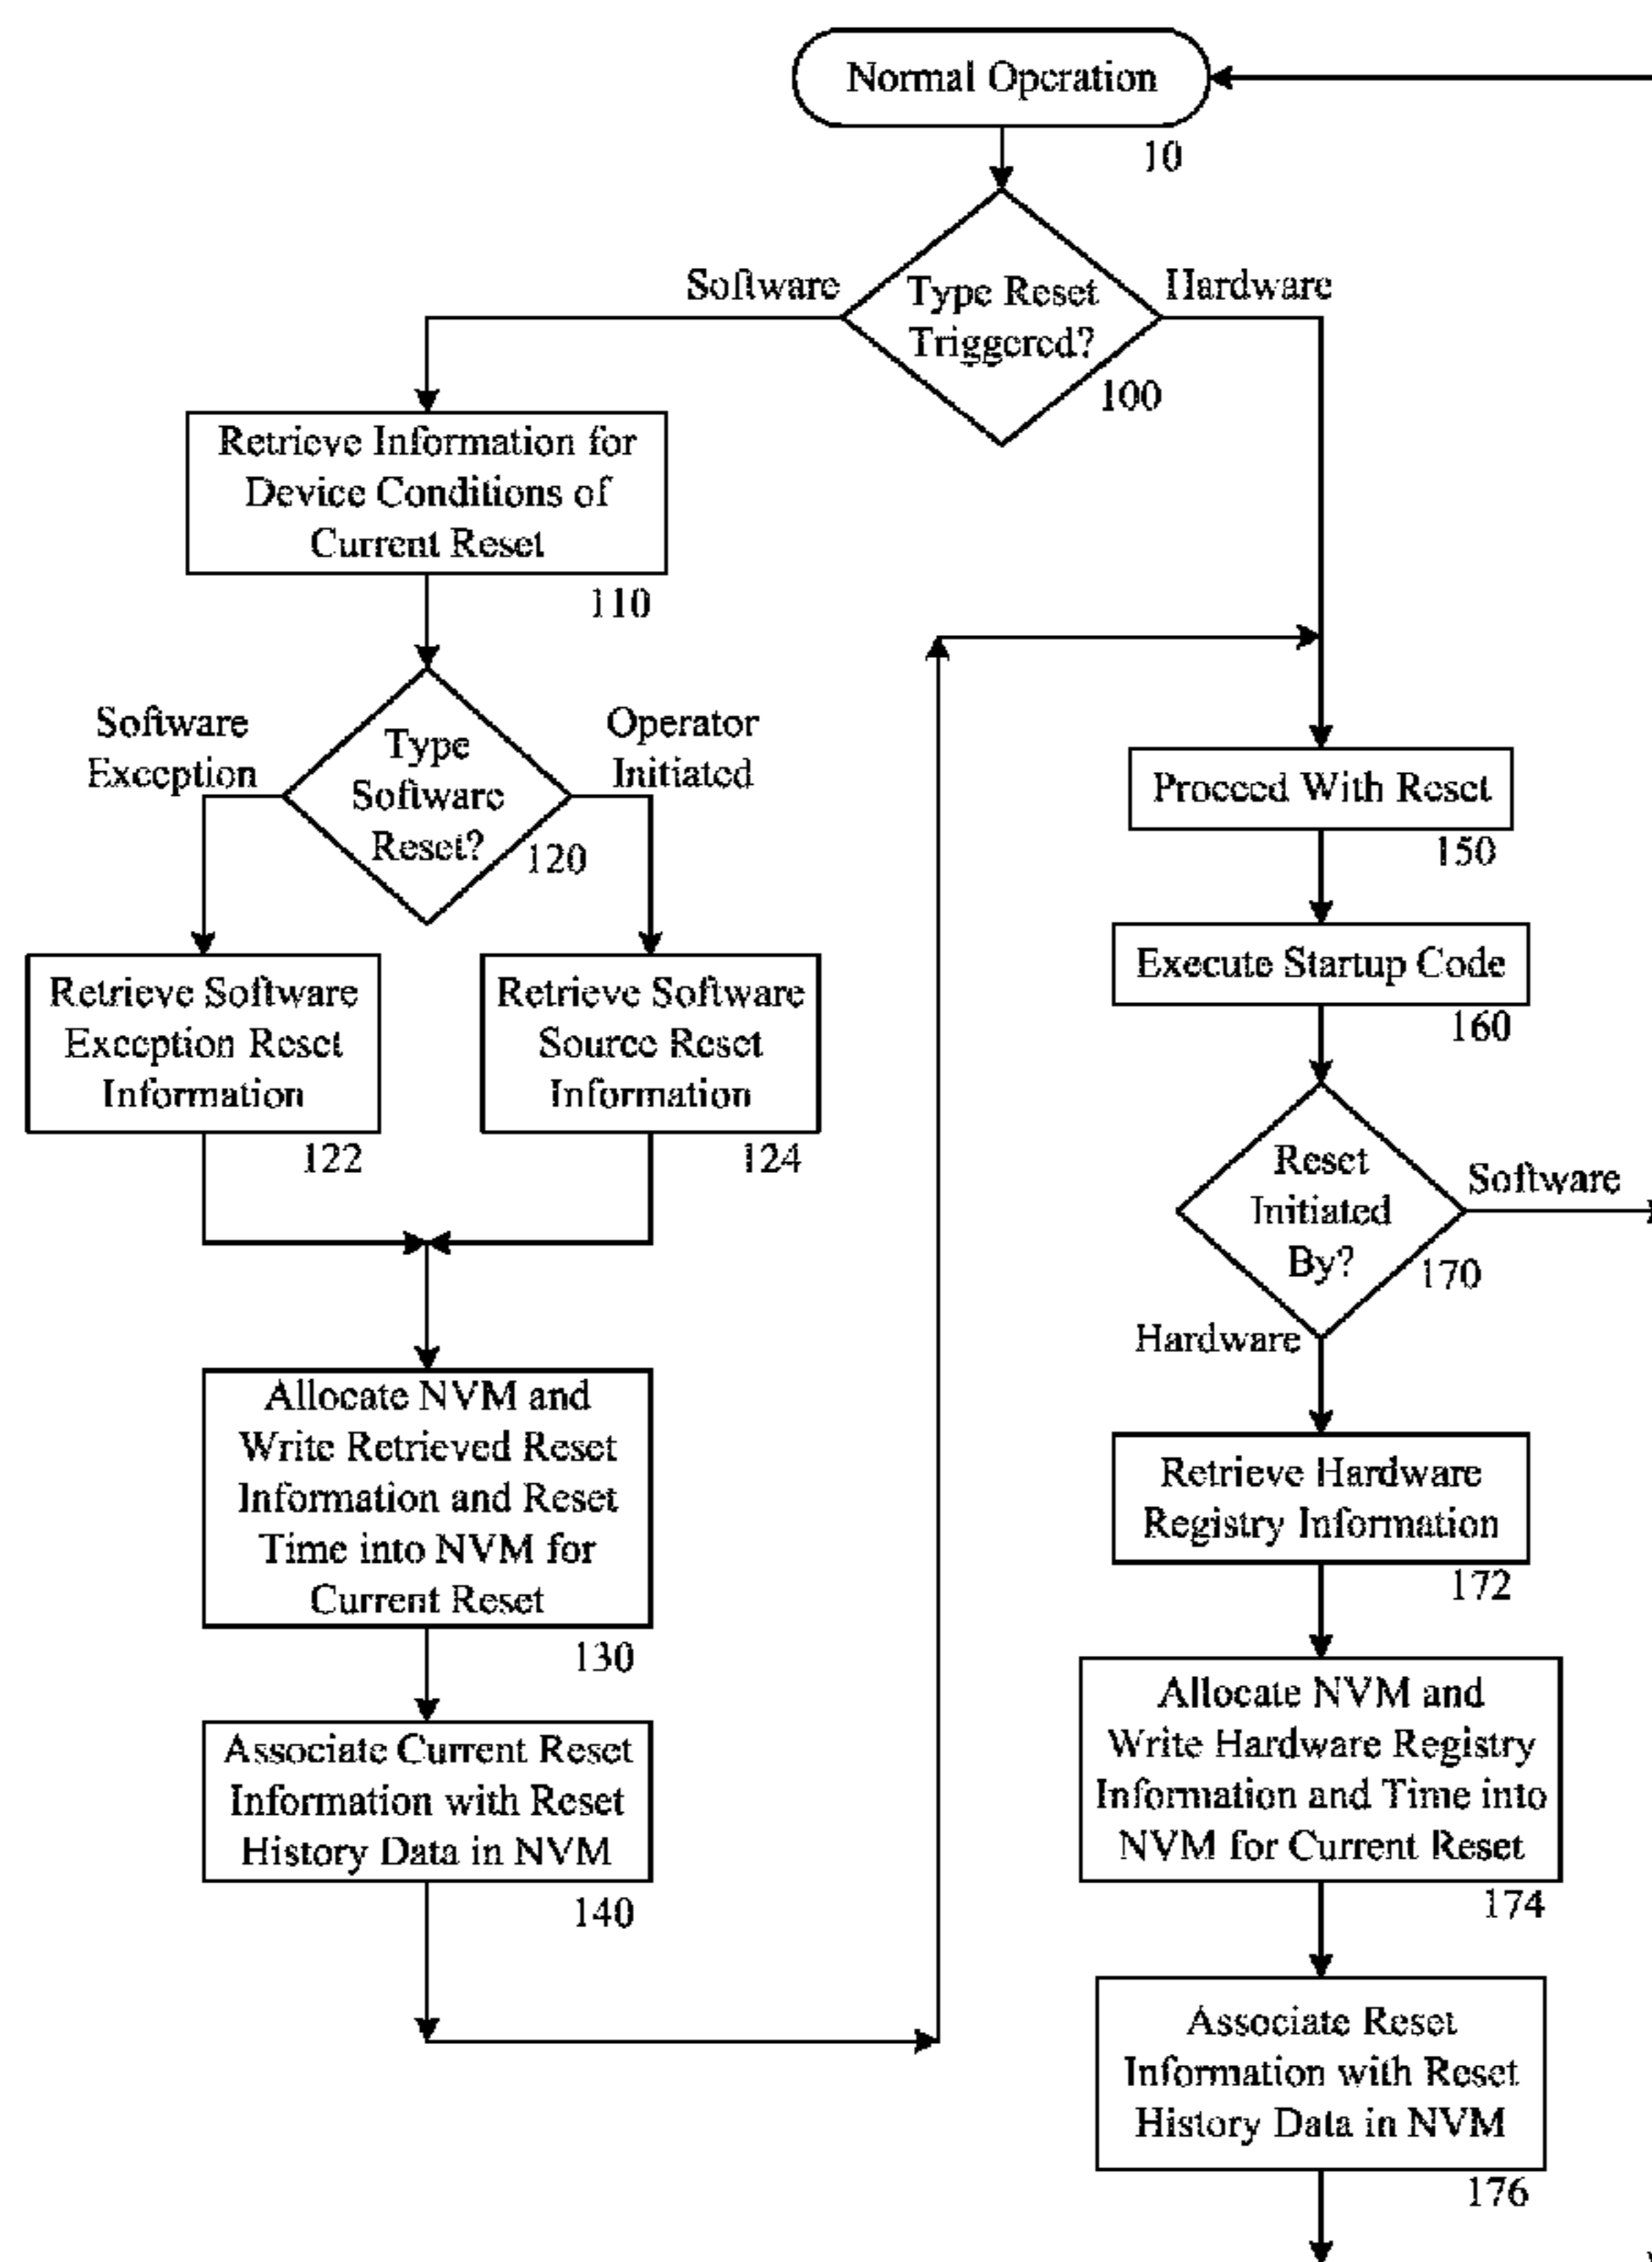 Normal Operation
10
Type Reset
Triggered?
100
Software
Hardware
Retrieve Information for
Device Conditions of
Current Reset
110
Type
Software
Reset?
120
Software
Exception
Operator
Initiated
Retrieve Software
Exception Reset
Information
122
Retrieve Software
Source Reset
Information
124
Allocate NVM and
Write Retrieved Reset
Information and Reset
Time into NVM for
Current Reset
130
Associate Current Reset
Information with Reset
History Data in NVM
140
Proceed With Reset
150
Execute Startup Code
160
Reset
Initiated
By?
170
Software
Hardware
Retrieve Hardware
Registry Information
172
Allocate NVM and
Write Hardware Registry
Information and Time into
NVM for Current Reset
174
Associate Reset
Information with Reset
History Data in NVM
176